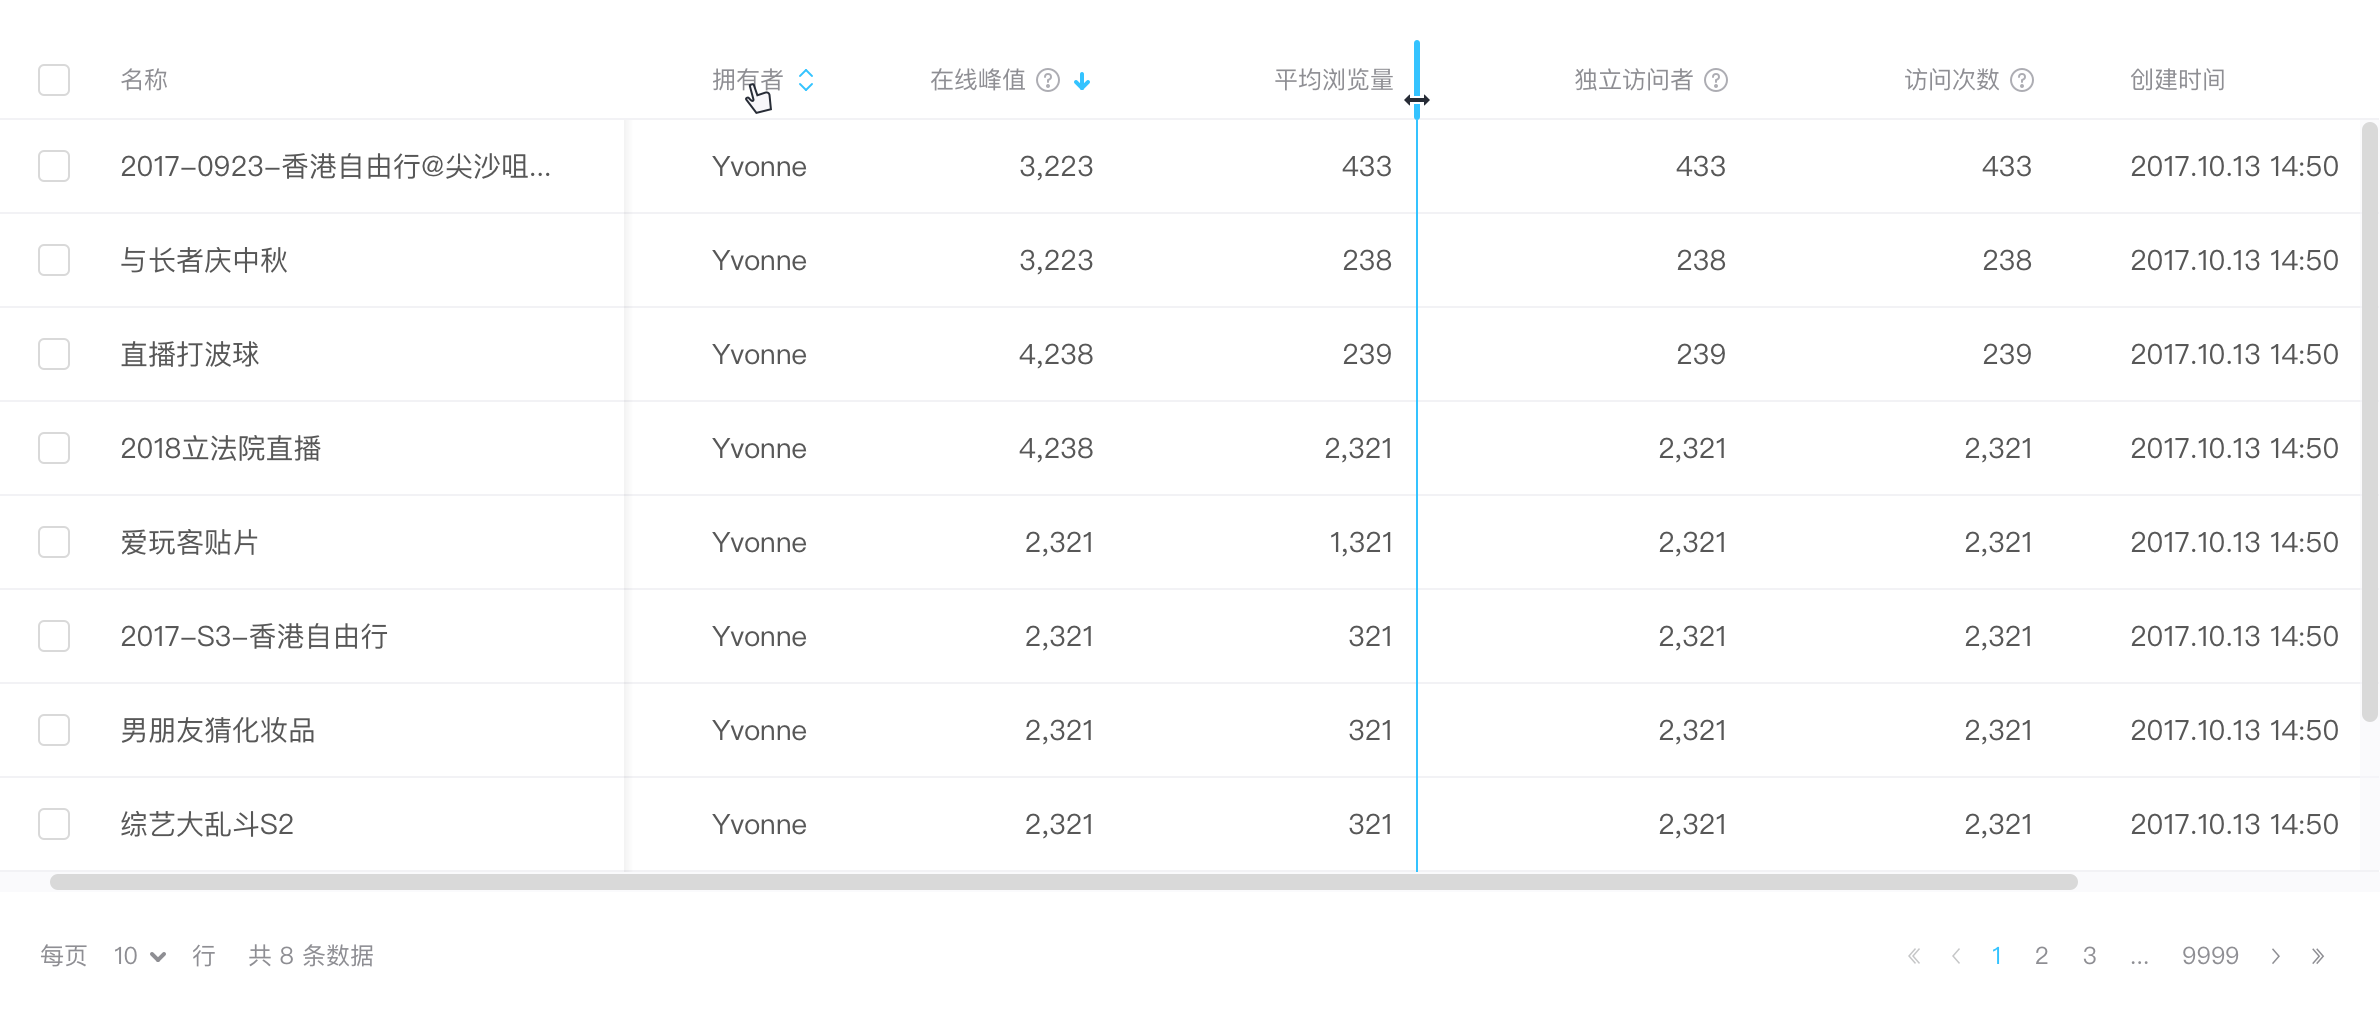 名称 拥有者 在线峰值 平均浏览量 独立访问者 访问次数 创建时间
2017-0923-香港自由行@尖沙咀... Yvonne 3,223 433 433 433 2017.10.13 14:50
与长者庆中秋 Yvonne 3,223 238 238 238 2017.10.13 14:50
直播打波球 Yvonne 4,238 239 239 239 2017.10.13 14:50
2018立法院直播 Yvonne 4,238 2,321 2,321 2,321 2017.10.13 14:50
爱玩客贴片 Yvonne 2,321 1,321 2,321 2,321 2017.10.13 14:50
2017-S3-香港自由行 Yvonne 2,321 321 2,321 2,321 2017.10.13 14:50
男朋友猜化妆品 Yvonne 2,321 321 2,321 2,321 2017.10.13 14:50
综艺大乱斗S2 Yvonne 2,321 321 2,321 2,321 2017.10.13 14:50
每页 10 行 共 8 条数据 « ‹ 1 2 3 ... 9999 › »